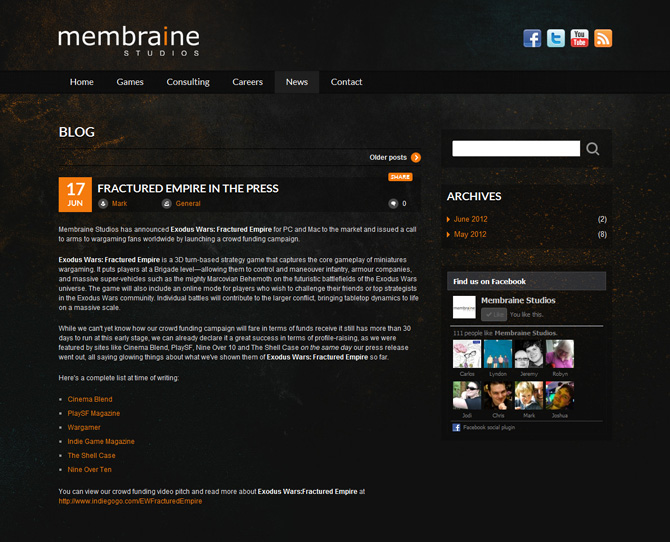 membraine
STUDIOS
You Tube
Home Games Consulting Careers News Contact
BLOG
Older posts
SHARE
17
JUN
FRACTURED EMPIRE IN THE PRESS
Mark General 0
Membraine Studios has announced Exodus Wars: Fractured Empire for PC and Mac to the market and issued a call
to arms to wargaming fans worldwide by launching a crowd funding campaign.
Exodus Wars: Fractured Empire is a 3D turn-based strategy game that captures the core gameplay of miniatures
wargaming. It puts players at a Brigade level—allowing them to control and maneouver infantry, armour companies,
and massive super-vehicles such as the mighty Marcovian Behemoth on the futuristic battlefields of the Exodus Wars
universe. The game will also include an online mode for players who wish to challenge their friends or top strategists
in the Exodus Wars community. Individual battles will contribute to the larger conflict, bringing tabletop dynamics to life
on a massive scale.
While we can't yet know how our crowd funding campaign will fare in terms of funds receive it still has more than 30
days to run at this early stage, we can already declare it a great success in terms of profile-raising, as we were
featured by sites like Cinema Blend, PlaySF, Nine Over 10 and The Shell Case on the same day our press release
went out, all saying glowing things about what we've shown them of Exodus Wars: Fractured Empire so far.
Here's a complete list at time of writing:
Cinema Blend
PlaySF Magazine
Wargamer
Indie Game Magazine
The Shell Case
Nine Over Ten
You can view our crowd funding video pitch and read more about Exodus Wars:Fractured Empire at
http://www.indiegogo.com/EWFracturedEmpire
ARCHIVES
June 2012 (2)
May 2012 (8)
Find us on Facebook
Membraine Studios
Like You like this.
111 people like Membraine Studios.
Carlos Lyndon Jeremy Robyn
Jodi Chris Mark Joshua
Facebook social plugin